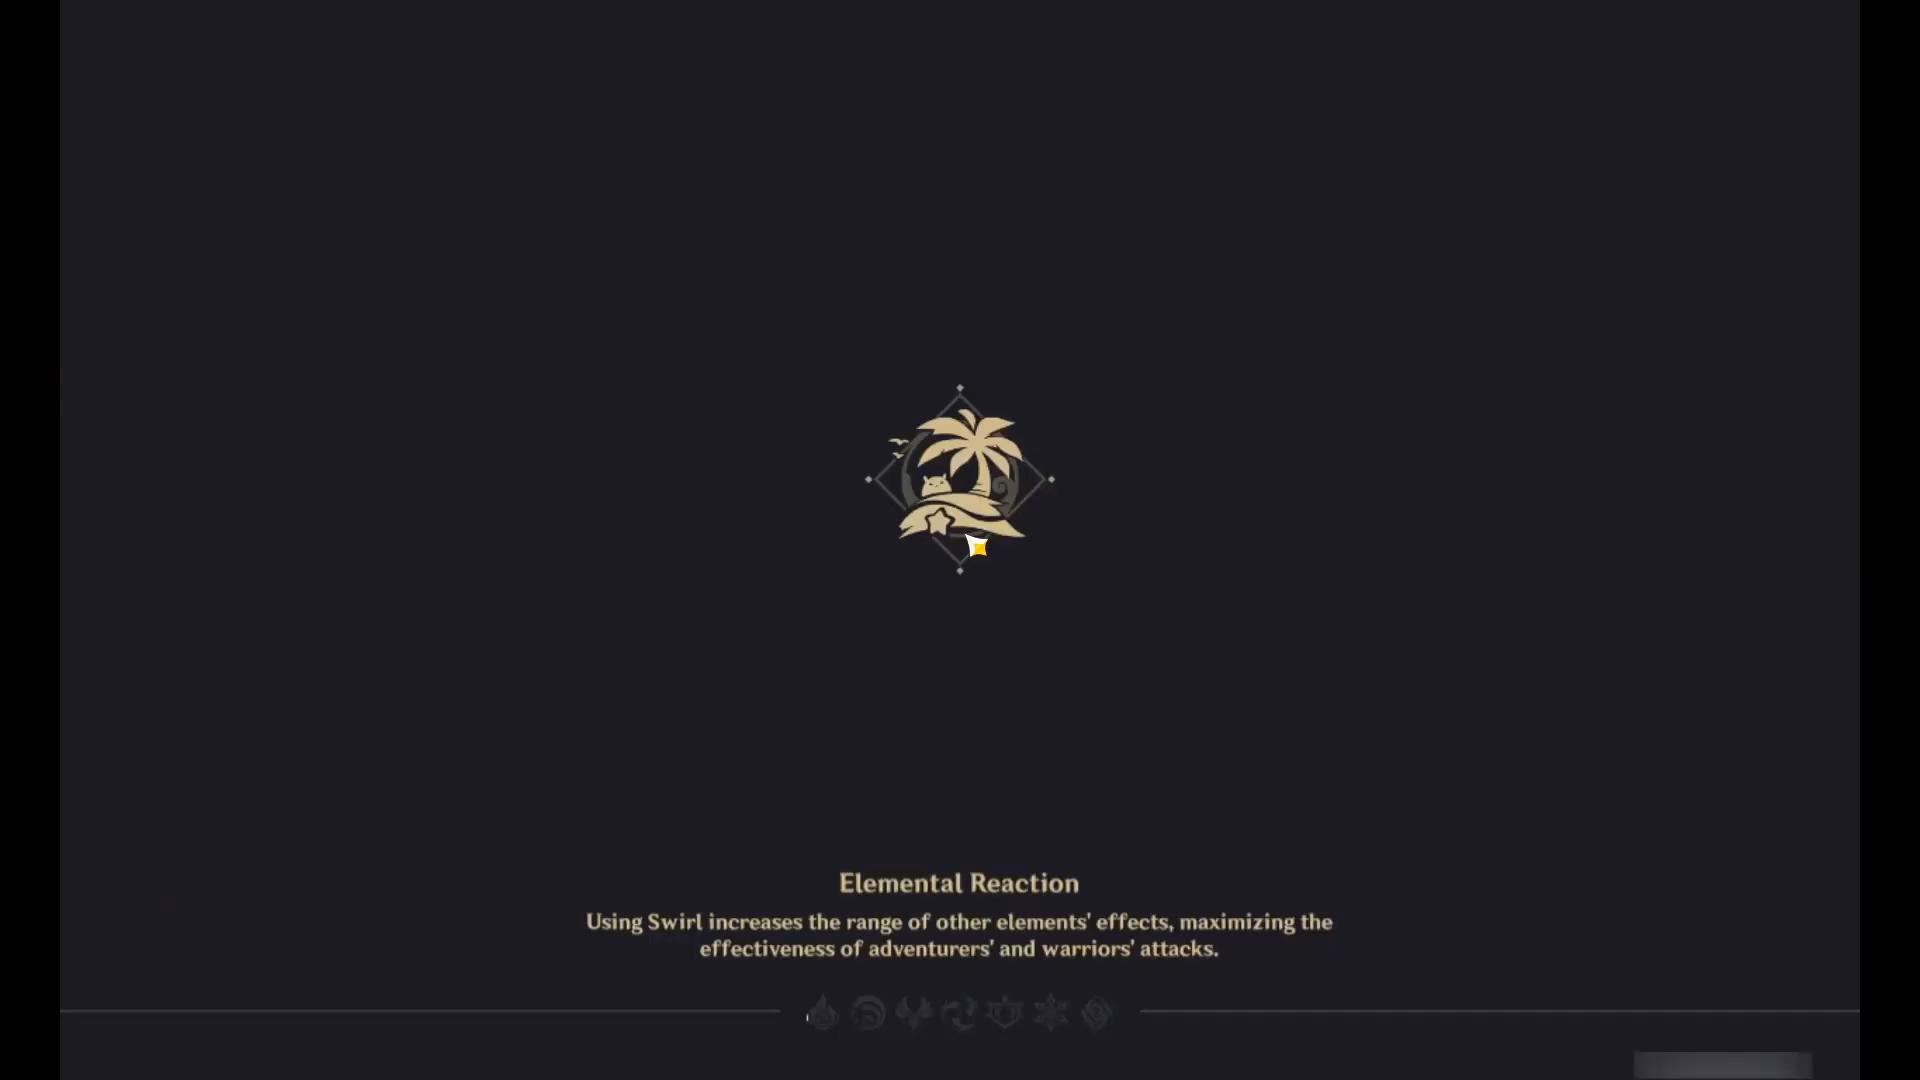 Elemental Reaction
Using Swirl increases the range of other elements' effects, maximizing the
effectiveness of adventurers' and warriors' attacks.